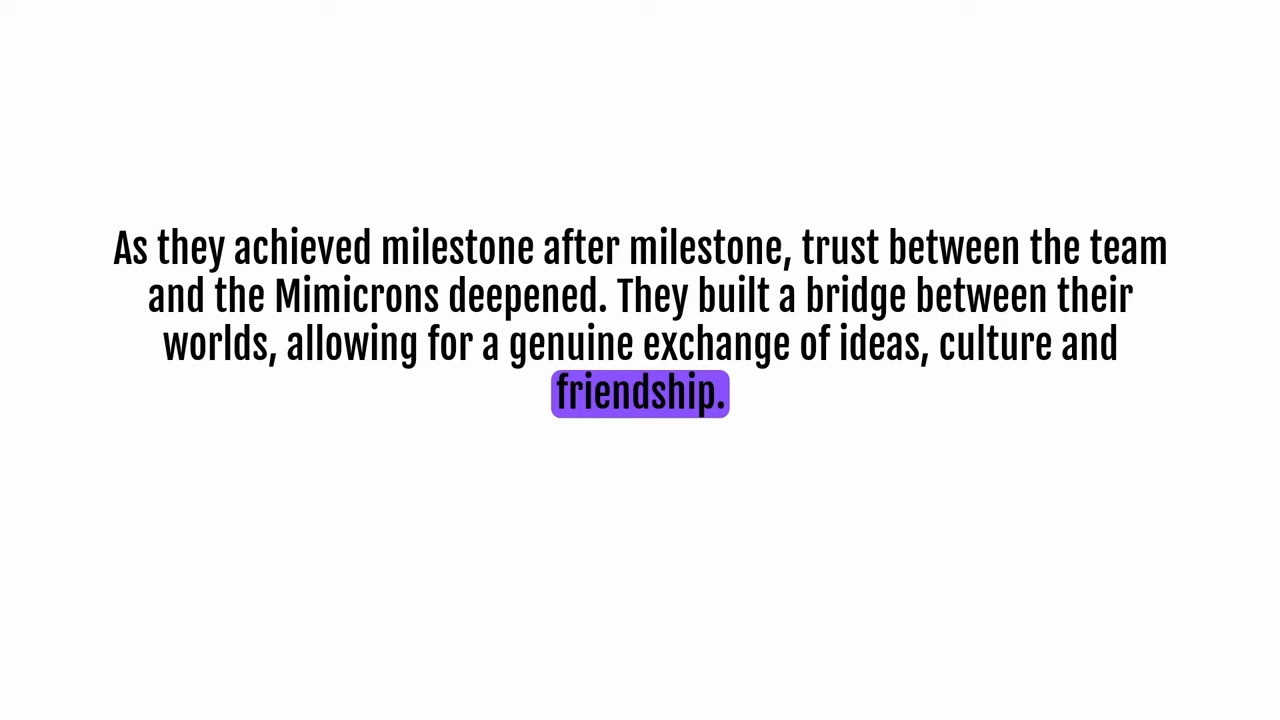 As they achieved milestone after milestone, trust between the team
and the Mimicrons deepened. They built a bridge between their
worlds, allowing for a genuine exchange of ideas, culture and
friendship.